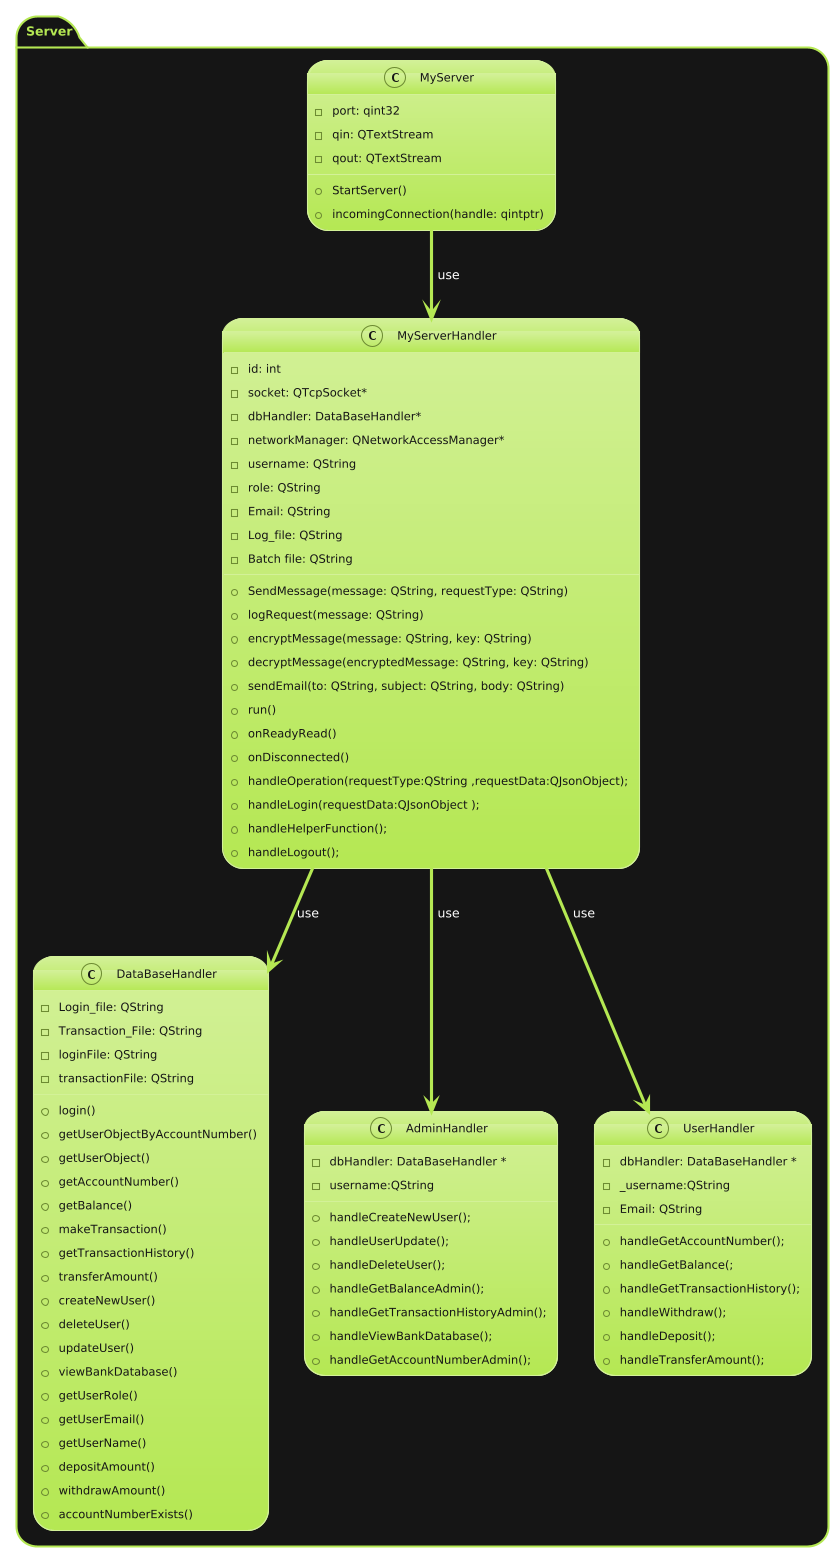 Server
C MyServer
port: qint32
qin: QTextStream
qout: QTextStream
StartServer()
incomingConnection(handle: qintptr)
use
C MyServerHandler
id: int
socket: QTcpSocket*
dbHandler: DataBaseHandler*
networkManager: QNetworkAccessManager*
username: QString
role: QString
Email: QString
Log_file: QString
Batch file: QString
SendMessage(message: QString, requestType: QString)
logRequest(message: QString)
encryptMessage(message: QString, key: QString)
decryptMessage(encryptedMessage: QString, key: QString)
sendEmail(to: QString, subject: QString, body: QString)
run()
onReadyRead()
onDisconnected()
handleOperation(requestType:QString ,requestData:QJsonObject);
handleLogin(requestData:QJsonObject );
handleHelperFunction();
handleLogout();
use
use
use
C DataBaseHandler
Login_file: QString
Transaction_File: QString
loginFile: QString
transactionFile: QString
login()
getUserObjectByAccountNumber()
getUserObject()
getAccountNumber()
getBalance()
makeTransaction()
getTransactionHistory()
transferAmount()
createNewUser()
deleteUser()
updateUser()
viewBankDatabase()
getUserRole()
getUserEmail()
getUserName()
depositAmount()
withdrawAmount()
accountNumberExists()
C AdminHandler
dbHandler: DataBaseHandler *
username:QString
handleCreateNewUser();
handleUserUpdate();
handleDeleteUser();
handleGetBalanceAdmin();
handleGetTransactionHistoryAdmin();
handleViewBankDatabase();
handleGetAccountNumberAdmin();
C UserHandler
dbHandler: DataBaseHandler *
_username:QString
Email: QString
handleGetAccountNumber();
handleGetBalance(;
handleGetTransactionHistory();
handleWithdraw();
handleDeposit();
handleTransferAmount();